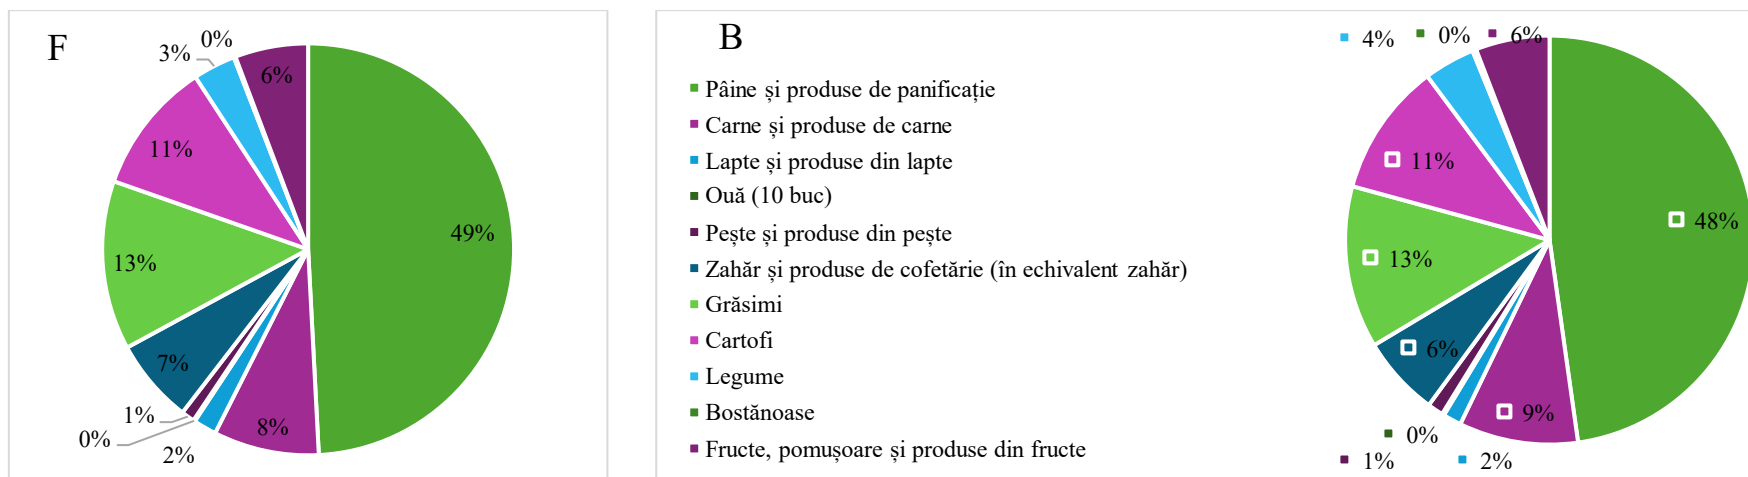 F
0%
3%
6%
11%
49%
13%
7%
1%
8%
0%
2%
B
Pâine și produse de panificație
Carne și produse de carne
Lapte și produse din lapte
Ouă (10 buc)
Pește și produse din pește
Zahăr și produse de cofetărie (în echivalent zahăr)
Grăsimi
Cartofi
Legume
Bostănoase
Fructe, pomușoare și produse din fructe
4% 0% 6%
11%
48%
13%
6%
9%
0%
1% 2%